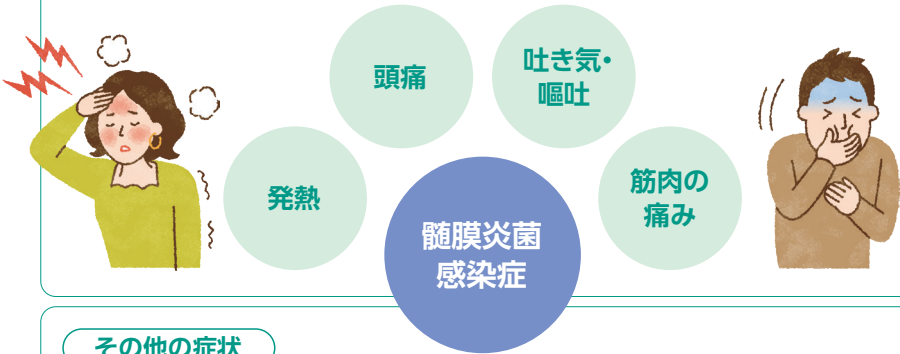 頭痛
吐き気・
嘔吐
発熱
筋肉の
痛み
髄膜炎菌
感染症
その他の症状